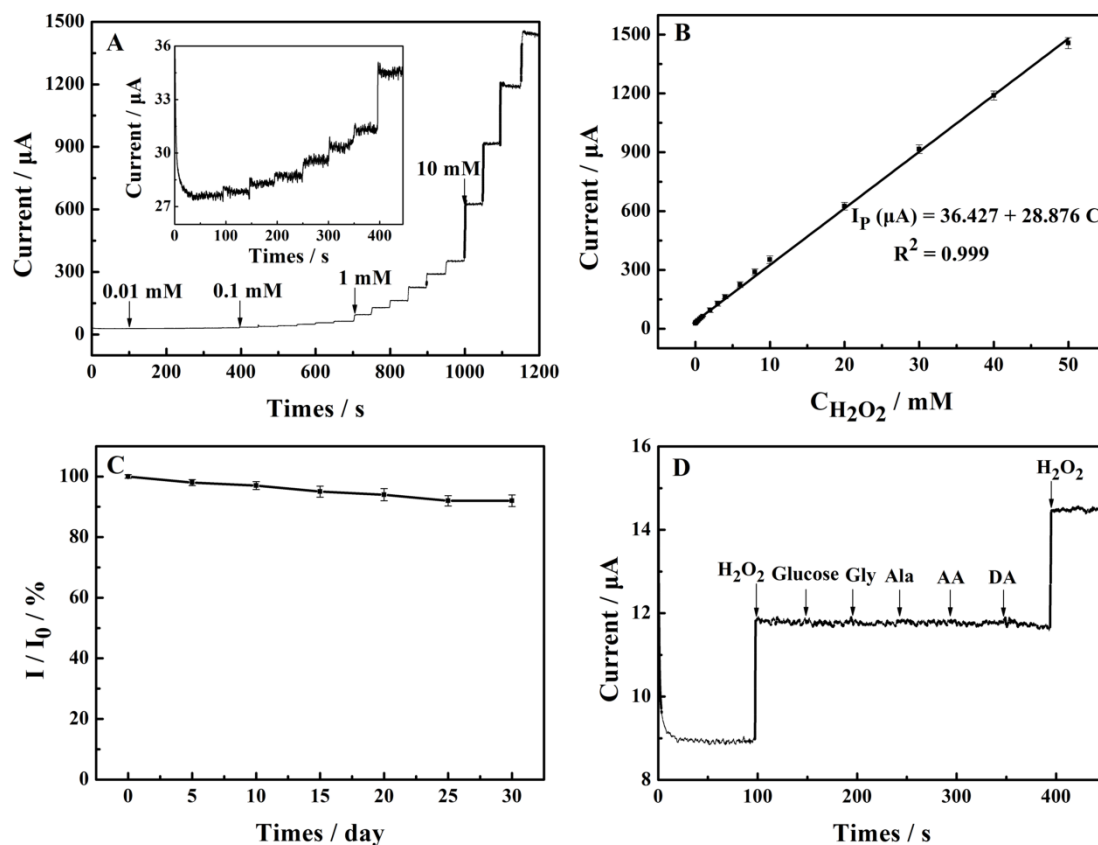 A
1500
1200
900
600
300
0
Current / µA
0 200 400 600 800 1000 1200
Times / s
0.01 mM
0.1 mM
1 mM
10 mM
36
33
30
27
Current / µA
0 100 200 300 400
Times / s
B
1500
1200
900
600
300
0
Current / µA
0 10 20 30 40 50
C_H₂O₂ / mM
I_P (µA) = 36.427 + 28.876 C
R² = 0.999
C
100
80
60
40
20
0
I / I₀ / %
0 5 10 15 20 25 30
Times / day
D
16
14
12
10
8
Current / µA
0 100 200 300 400
Times / s
H₂O₂ Glucose Gly Ala AA DA
H₂O₂